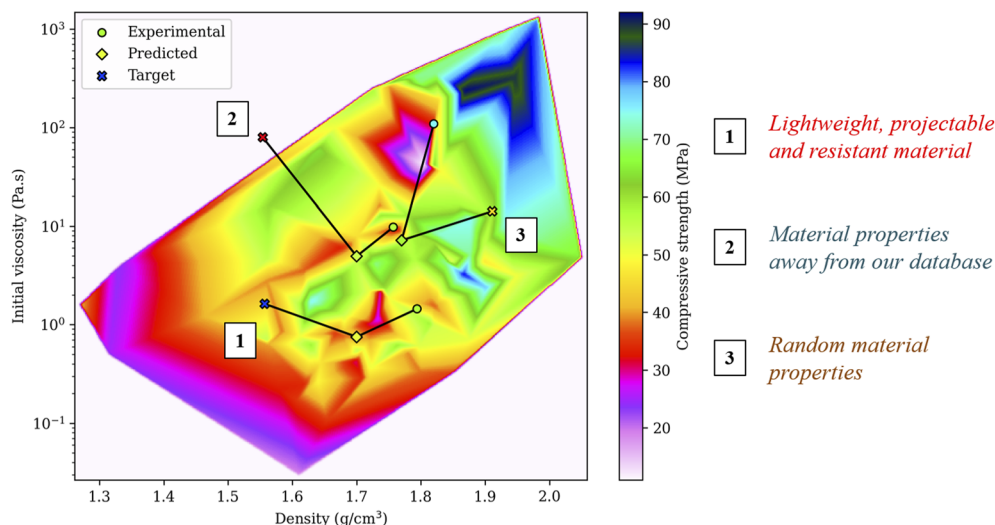 Experimental
Predicted
Target
10³
10²
10¹
10⁰
10⁻¹
Initial viscosity (Pa.s)
1.3 1.4 1.5 1.6 1.7 1.8 1.9 2.0
Density (g/cm³)
2
3
1
90
80
70
60
50
40
30
20
Compressive strength (MPa)
1 Lightweight, projectable
and resistant material
2 Material properties
away from our database
3 Random material
properties